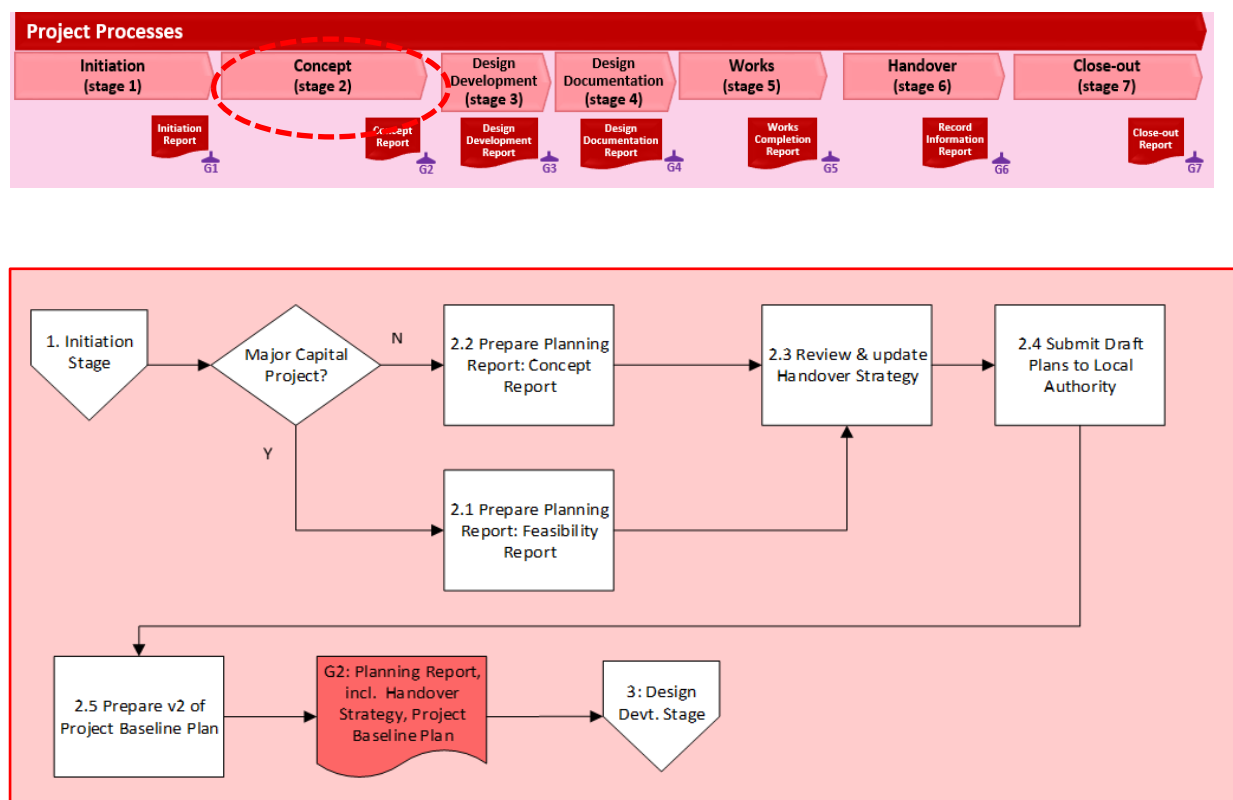 Project Processes
Initiation
(stage 1)
Concept
(stage 2)
Design
Development
(stage 3)
Design
Documentation
(stage 4)
Works
(stage 5)
Handover
(stage 6)
Close-out
(stage 7)
Initiation
Report
G1
Concept
Report
G2
Design
Development
Report
G3
Design
Documentation
Report
G4
Works
Completion
Report
G5
Record
Information
Report
G6
Close-out
Report
G7
1. Initiation
Stage
Major Capital
Project?
N
Y
2.2 Prepare Planning
Report: Concept
Report
2.3 Review & update
Handover Strategy
2.4 Submit Draft
Plans to Local
Authority
2.1 Prepare Planning
Report: Feasibility
Report
2.5 Prepare v2 of
Project Baseline Plan
G2: Planning Report,
incl. Handover
Strategy, Project
Baseline Plan
3: Design
Devt. Stage